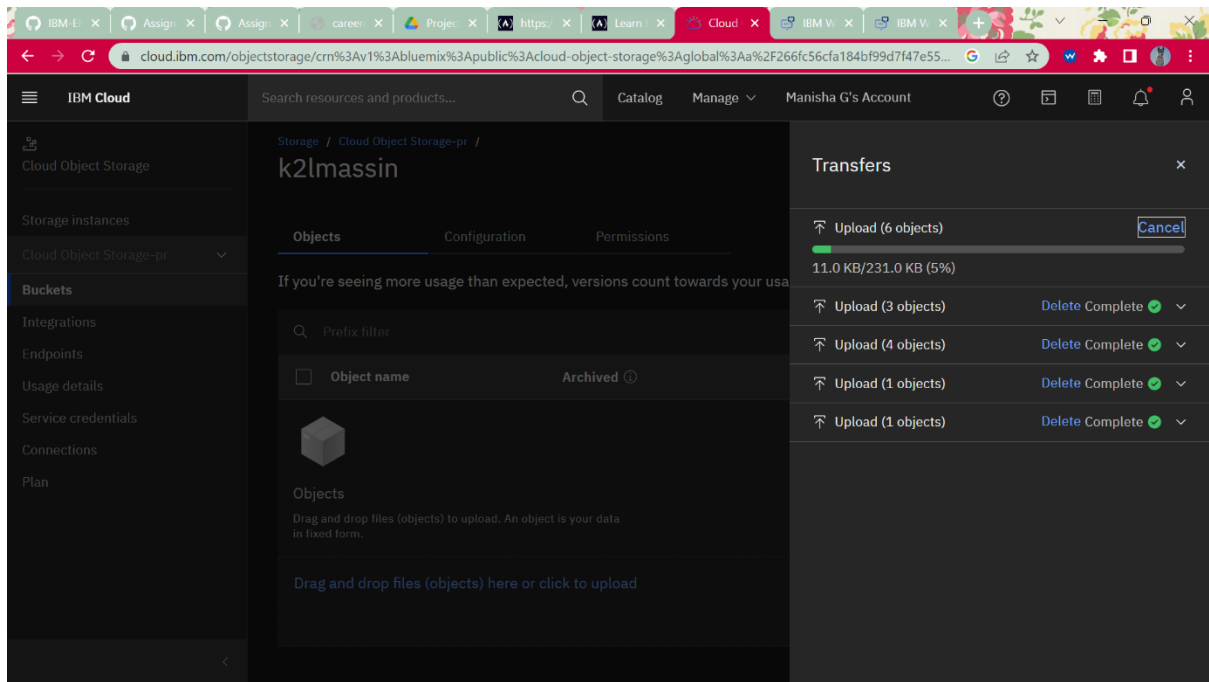 IBM-EI
Assign
Assign
career
Projec
https:/
Learn
Cloud
IBM W
IBM W
cloud.ibm.com/objectstorage/crn%3Av1%3Abluemix%3Apublic%3Acloud-object-storage%3Aglobal%3Aa%2F266fc56cfa184bf99d7f47e55...
IBM Cloud
Search resources and products...
Catalog
Manage
Manisha G's Account
Cloud Object Storage
Storage instances
Cloud Object Storage-pr
Buckets
Integrations
Endpoints
Usage details
Service credentials
Connections
Plan
Storage / Cloud Object Storage-pr /
k2lmassin
Objects Configuration Permissions
If you're seeing more usage than expected, versions count towards your usa
Prefix filter
Object name Archived
Objects
Drag and drop files (objects) to upload. An object is your data
in fixed form.
Drag and drop files (objects) here or click to upload
Transfers
Upload (6 objects) Cancel
11.0 KB/231.0 KB (5%)
Upload (3 objects) Delete Complete
Upload (4 objects) Delete Complete
Upload (1 objects) Delete Complete
Upload (1 objects) Delete Complete